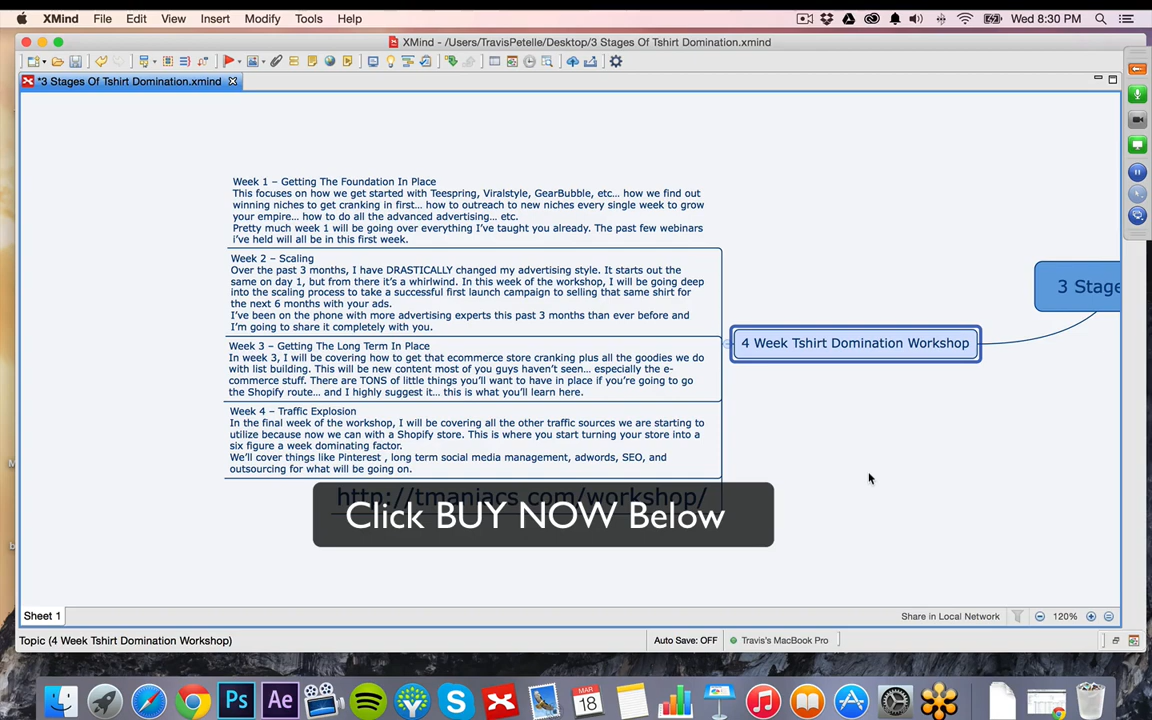 XMind File Edit View Insert Modify Tools Help Wed 8:30 PM
XMind - /Users/TravisPetelle/Desktop/3 Stages Of Tshirt Domination.xmind
*3 Stages Of Tshirt Domination.xmind
Week 1 – Getting The Foundation In Place
This focuses on how we get started with Teespring, Viralstyle, GearBubble, etc... how we find out
winning niches to get cranking in first... how to outreach to new niches every single week to grow
your empire... how to do all the advanced advertising... etc.
Pretty much week 1 will be going over everything I've taught you already. The past few webinars
i've held will all be in this first week.
Week 2 – Scaling
Over the past 3 months, I have DRASTICALLY changed my advertising style. It starts out the
same on day 1, but from there it's a whirlwind. In this week of the workshop, I will be going deep
into the scaling process to take a successful first launch campaign to selling that same shirt for
the next 6 months with your ads.
I've been on the phone with more advertising experts this past 3 months than ever before and
I'm going to share it completely with you.
Week 3 – Getting The Long Term In Place
In week 3, I will be covering how to get that ecommerce store cranking plus all the goodies we do
with list building. This will be new content most of you guys haven't seen... especially the e-
commerce stuff. There are TONS of little things you'll want to have in place if you're going to go
the Shopify route... and I highly suggest it... this is what you'll learn here.
Week 4 – Traffic Explosion
In the final week of the workshop, I will be covering all the other traffic sources we are starting to
utilize because now we can with a Shopify store. This is where you start turning your store into a
six figure a week dominating factor.
We'll cover things like Pinterest , long term social media management, adwords, SEO, and
outsourcing for what will be going on.
http://tmaniacs.com/workshop/
Click BUY NOW Below
4 Week Tshirt Domination Workshop
3 Stage
Sheet 1
Share in Local Network 120%
Topic (4 Week Tshirt Domination Workshop)
Auto Save: OFF
Travis's MacBook Pro
Ps
Ae
MAR
18